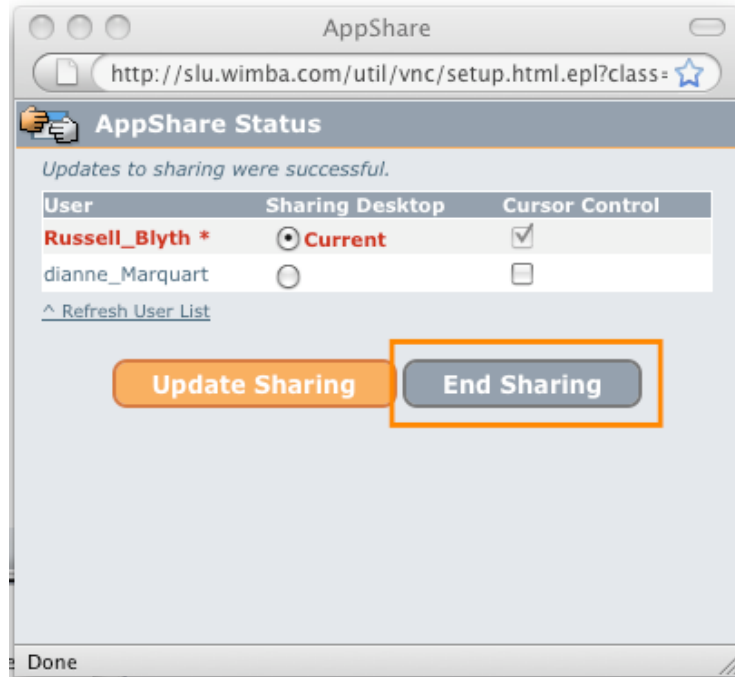 AppShare
http://slu.wimba.com/util/vnc/setup.html.epl?class=
AppShare Status
Updates to sharing were successful.
User Sharing Desktop Cursor Control
Russell_Blyth * Current
dianne_Marquart
^ Refresh User List
Update Sharing End Sharing
Done